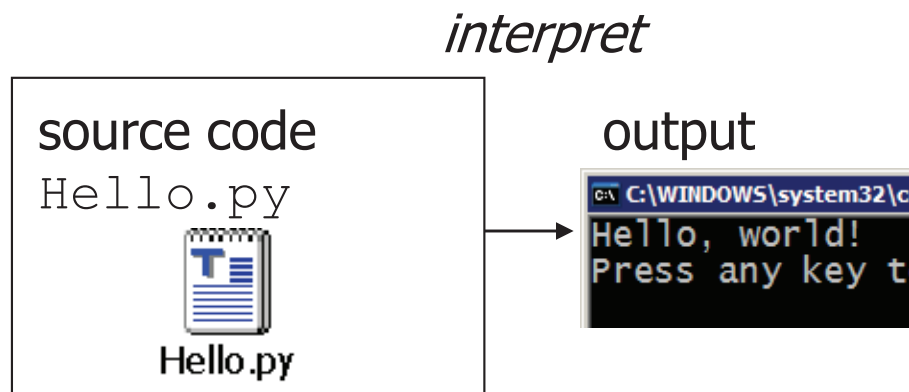 interpret
source code
Hello.py
Hello.py
output
C:\WINDOWS\system32\c
Hello, world!
Press any key t